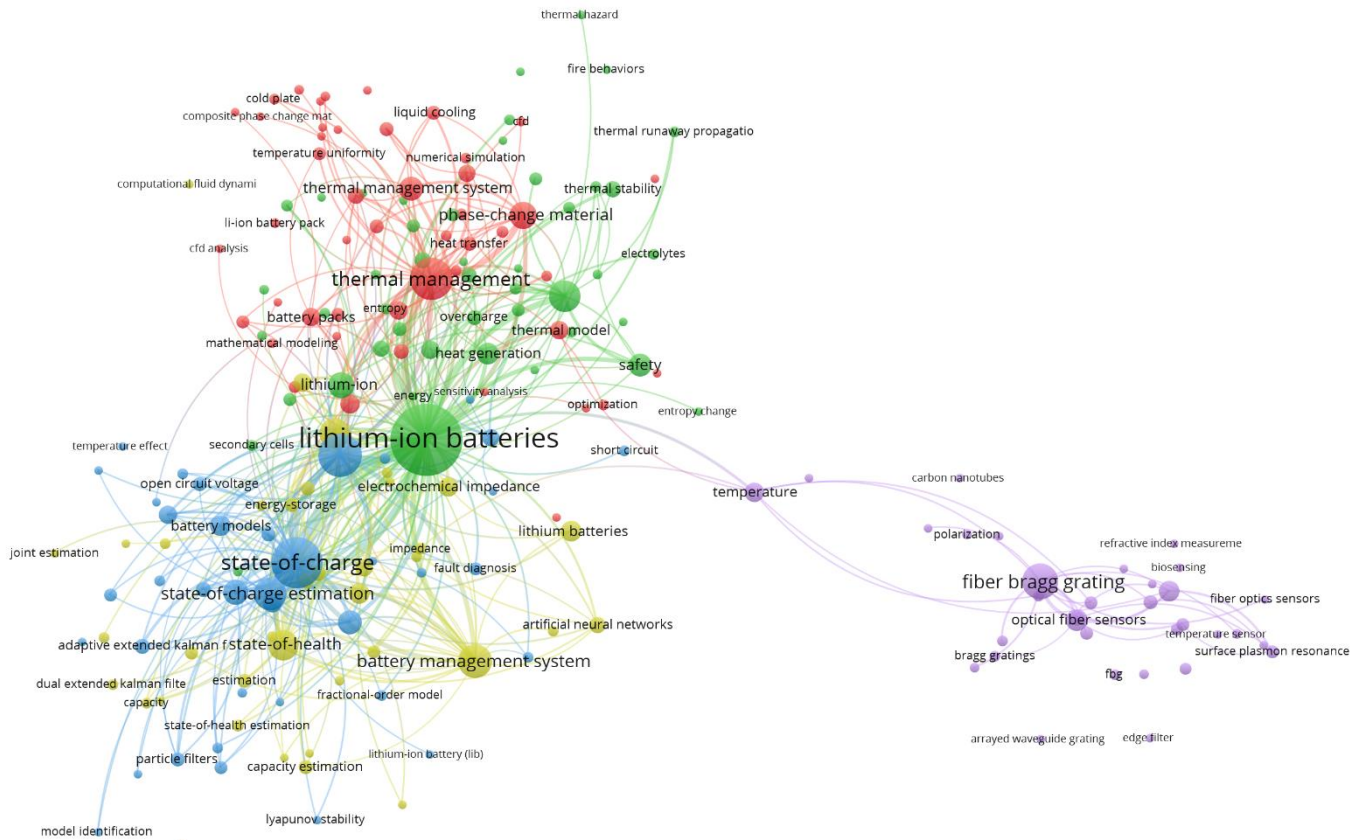 thermal hazard
fire behaviors
cold plate
liquid cooling
composite phase change mat
cfd
thermal runaway propagatio
temperature uniformity
numerical simulation
computational fluid dynami
thermal management system
thermal stability
li-ion battery pack
phase-change material
cfd analysis
heat transfer
electrolytes
thermal management
entropy
battery packs
overcharge
thermal model
mathematical modeling
heat generation
safety
lithium-ion
energy
sensitivity analysis
optimization
entropy change
lithium-ion batteries
temperature effect
secondary cells
short circuit
open circuit voltage
electrochemical impedance
temperature
carbon nanotubes
energy-storage
battery models
lithium batteries
polarization
joint estimation
impedance
refractive index measureme
state-of-charge
fault diagnosis
biosensing
fiber bragg grating
state-of-charge estimation
fiber optics sensors
artificial neural networks
optical fiber sensors
adaptive extended kalman f
state-of-health
temperature sensor
battery management system
bragg gratings
surface plasmon resonance
dual extended kalman filte
estimation
fbg
capacity
fractional-order model
state-of-health estimation
arrayed waveguide grating
edge filter
particle filters
lithium-ion battery (lib)
capacity estimation
lyapunov stability
model identification